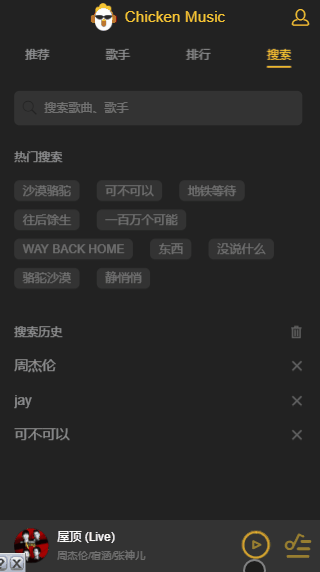 Chicken Music
推荐 歌手 排行 搜索
搜索歌曲、歌手
热门搜索
沙漠骆驼 可不可以 地铁等待
往后馀生 一百万个可能
WAY BACK HOME 东西 没说什么
骆驼沙漠 静悄悄
搜索历史
周杰伦
jay
可不可以
屋顶 (Live)
周杰伦/宿涵/张神儿